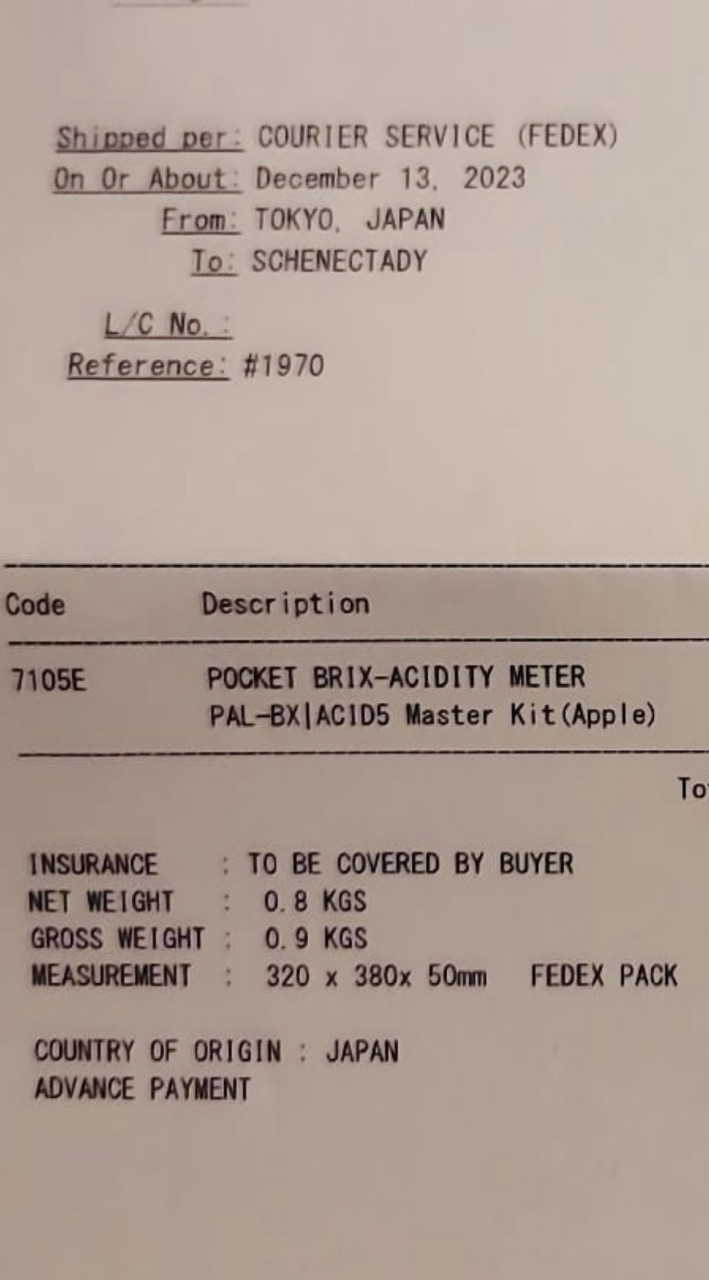 Shipped per: COURIER SERVICE (FEDEX)
On Or About: December 13, 2023
From: TOKYO, JAPAN
To: SCHENECTADY
L/C No. :
Reference: #1970
Code Description
7105E POCKET BRIX-ACIDITY METER
PAL-BX|ACID5 Master Kit(Apple)
INSURANCE : TO BE COVERED BY BUYER
NET WEIGHT : 0.8 KGS
GROSS WEIGHT : 0.9 KGS
MEASUREMENT : 320 x 380x 50mm FEDEX PACK
COUNTRY OF ORIGIN : JAPAN
ADVANCE PAYMENT